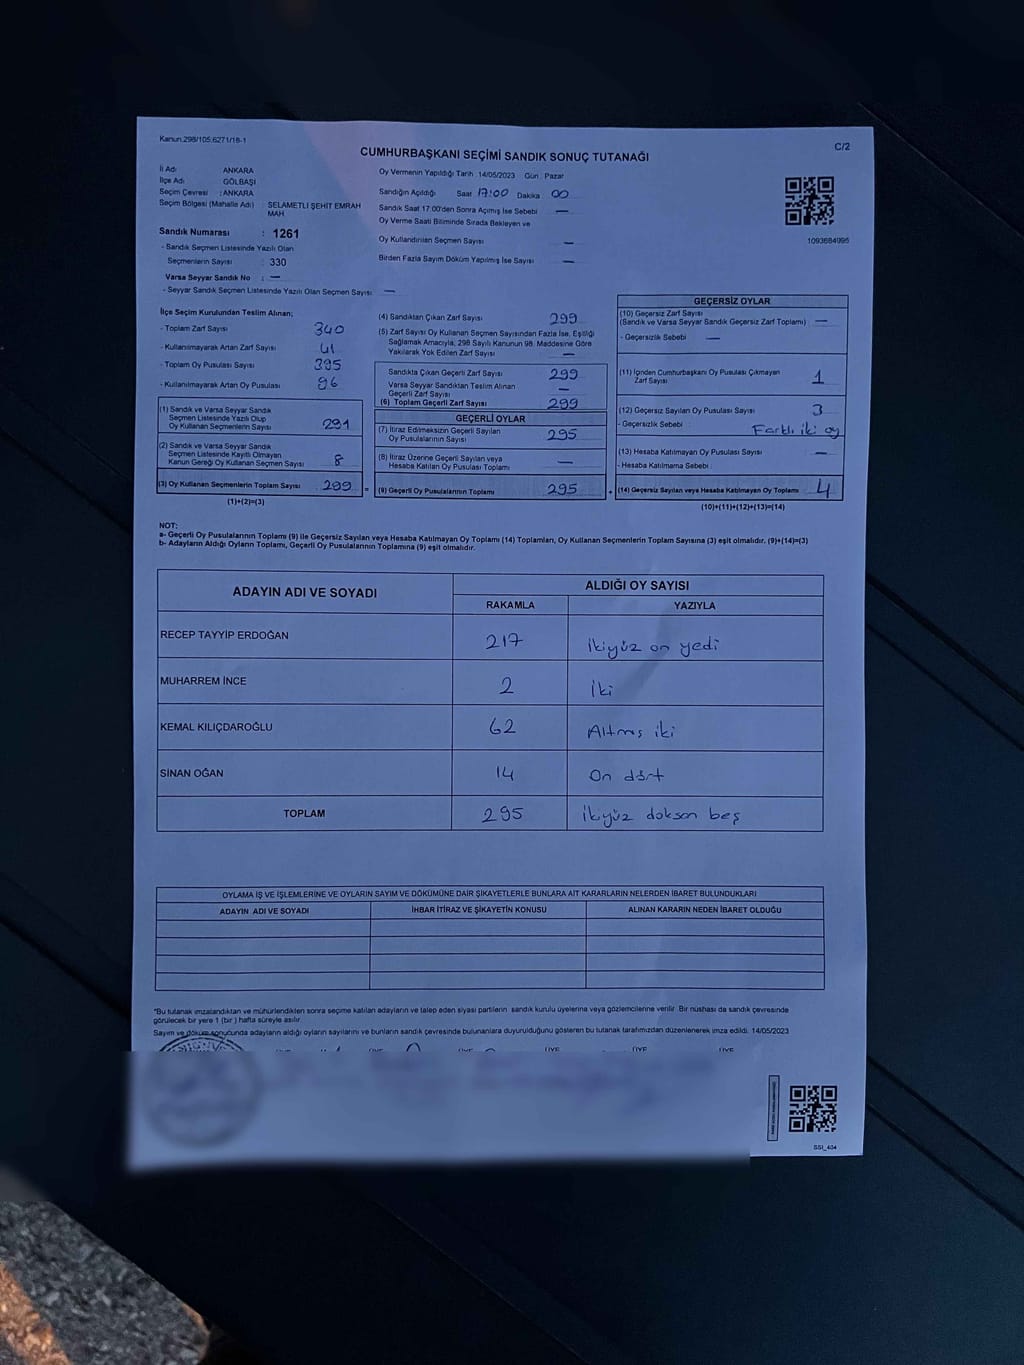 Kanun:298/105;6271/18-1
C/2
CUMHURBAŞKANI SEÇİMİ SANDIK SONUÇ TUTANAĞI
İl Adı ANKARA
İlçe Adı GÖLBAŞI
Seçim Çevresi : ANKARA
Seçim Bölgesi (Mahalle Adı) : SELAMETLİ ŞEHİT EMRAH MAH
Sandık Numarası : 1261
- Sandık Seçmen Listesinde Yazılı Olan
Seçmenlerin Sayısı : 330
Varsa Seyyar Sandık No : —
- Seyyar Sandık Seçmen Listesinde Yazılı Olan Seçmen Sayısı : —
Oy Vermenin Yapıldığı Tarih : 14/05/2023 Gün : Pazar
Sandığın Açıldığı Saat 17:00 Dakika 00
Sandık Saat 17:00'den Sonra Açımış İse Sebebi —
Oy Verme Saati Bitiminde Sırada Bekleyen ve
Oy Kullandırılan Seçmen Sayısı —
Birden Fazla Sayım Döküm Yapılmış İse Sayısı —
1093684995
İlçe Seçim Kurulundan Teslim Alınan;
- Toplam Zarf Sayısı 340
- Kullanılmayarak Artan Zarf Sayısı 41
- Toplam Oy Pusulası Sayısı 395
- Kullanılmayarak Artan Oy Pusulası 96
(1) Sandık ve Varsa Seyyar Sandık
Seçmen Listesinde Yazılı Olup
Oy Kullanan Seçmenlerin Sayısı 291
(2) Sandık ve Varsa Seyyar Sandık
Seçmen Listesinde Kayıtlı Olmayan
Kanun Gereği Oy Kullanan Seçmen Sayısı 8
(3) Oy Kullanan Seçmenlerin Toplam Sayısı 299 =
(1)+(2)=(3)
(4) Sandıktan Çıkan Zarf Sayısı 299
(5) Zarf Sayısı Oy Kullanan Seçmen Sayısından Fazla İse, Eşitliği
Sağlamak Amacıyla, 298 Sayılı Kanunun 98. Maddesine Göre
Yakılarak Yok Edilen Zarf Sayısı —
Sandıkta Çıkan Geçerli Zarf Sayısı 299
Varsa Seyyar Sandıktan Teslim Alınan
Geçerli Zarf Sayısı —
(6) Toplam Geçerli Zarf Sayısı 299
GEÇERLİ OYLAR
(7) İtiraz Edilmeksizin Geçerli Sayılan
Oy Pusulalarının Sayısı 295
(8) İtiraz Üzerine Geçerli Sayılan veya
Hesaba Katılan Oy Pusulası Toplamı —
(9) Geçerli Oy Pusulalarının Toplamı 295 +
GEÇERSİZ OYLAR
(10) Geçersiz Zarf Sayısı
(Sandık ve Varsa Seyyar Sandık Geçersiz Zarf Toplamı) —
- Geçersizlik Sebebi : —
(11) İçinden Cumhurbaşkanı Oy Pusulası Çıkmayan
Zarf Sayısı 1
(12) Geçersiz Sayılan Oy Pusulası Sayısı 3
- Geçersizlik Sebebi : Farklı iki oy
(13) Hesaba Katılmayan Oy Pusulası Sayısı —
- Hesaba Katılmama Sebebi :
(14) Geçersiz Sayılan veya Hesaba Katılmayan Oy Toplamı 4
(10)+(11)+(12)+(13)=(14)
NOT:
a- Geçerli Oy Pusulalarının Toplamı (9) ile Geçersiz Sayılan veya Hesaba Katılmayan Oy Toplamı (14) Toplamları, Oy Kullanan Seçmenlerin Toplam Sayısına (3) eşit olmalıdır. (9)+(14)=(3)
b- Adayların Aldığı Oyların Toplamı, Geçerli Oy Pusulalarının Toplamına (9) eşit olmalıdır.
ADAYIN ADI VE SOYADI ALDIĞI OY SAYISI
RAKAMLA YAZIYLA
RECEP TAYYİP ERDOĞAN 217 İkiyüz on yedi
MUHARREM İNCE 2 İki
KEMAL KILIÇDAROĞLU 62 Altmış iki
SİNAN OĞAN 14 On dört
TOPLAM 295 İkiyüz doksan beş
OYLAMA İŞ VE İŞLEMLERİNE VE OYLARIN SAYIM VE DÖKÜMÜNE DAİR ŞİKAYETLERLE BUNLARA AİT KARARLARIN NELERDEN İBARET BULUNDUKLARI
ADAYIN ADI VE SOYADI İHBAR İTİRAZ VE ŞİKAYETİN KONUSU ALINAN KARARIN NEDEN İBARET OLDUĞU
*Bu tutanak imzalandıktan ve mühürlendikten sonra seçime katılan adayların ve talep eden siyasi partilerin sandık kurulu üyelerine veya gözlemcilerine verilir. Bir nüshası da sandık çevresinde
görülecek bir yere 1 (bir) hafta süreyle asılır.
Sayım ve döküm sonucunda adayların aldığı oyların sayılarını ve bunların sandık çevresinde bulunanlara duyurulduğunu gösteren bu tutanak tarafımızdan düzenlenerek imza edildi. 14/05/2023
ÜYE ÜYE ÜYE ÜYE ÜYE ÜYE
SSİ_404